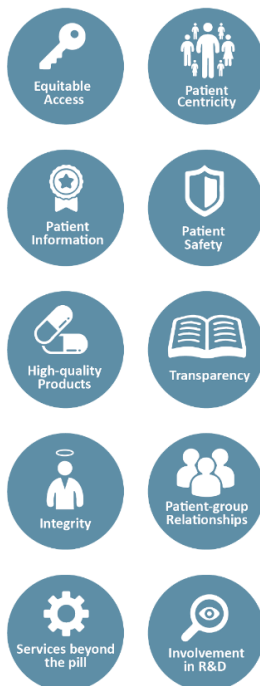 Equitable
Access
Patient
Centricity
Patient
Information
Patient
Safety
High-quality
Products
Transparency
Integrity
Patient-group
Relationships
Services beyond
the pill
Involvement
in R&D